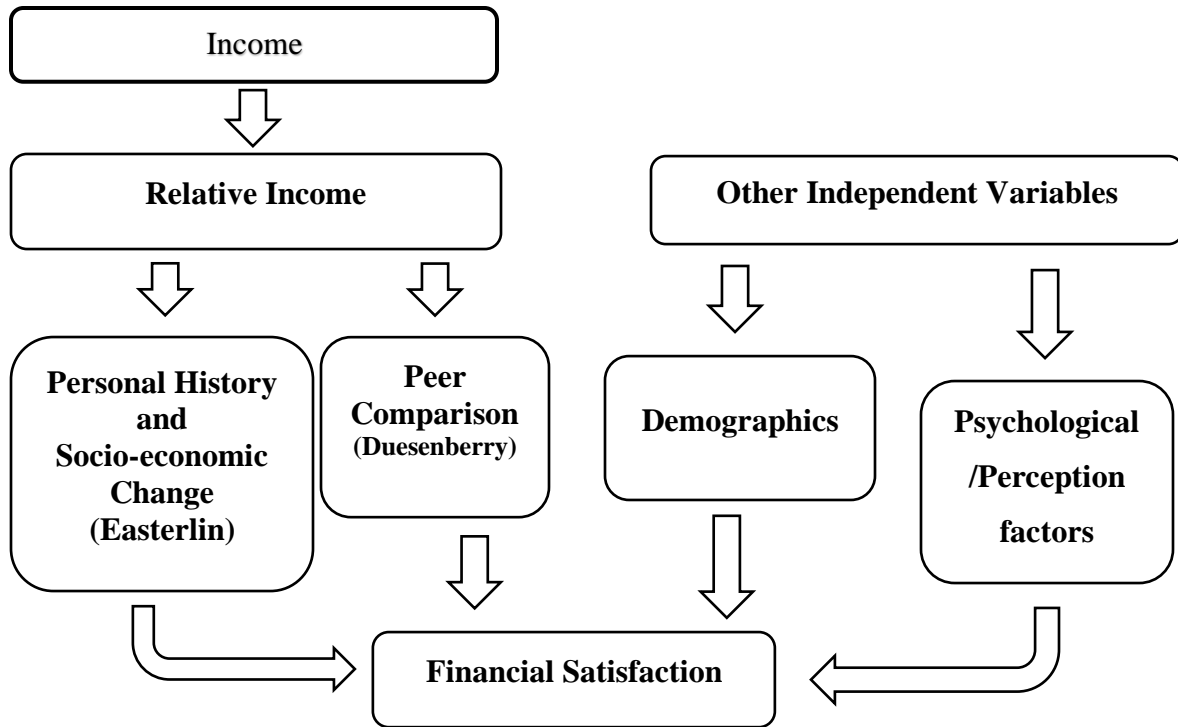 Income
Relative Income
Other Independent Variables
Personal History
and
Socio-economic
Change
(Easterlin)
Peer
Comparison
(Duesenberry)
Demographics
Psychological
/Perception
factors
Financial Satisfaction